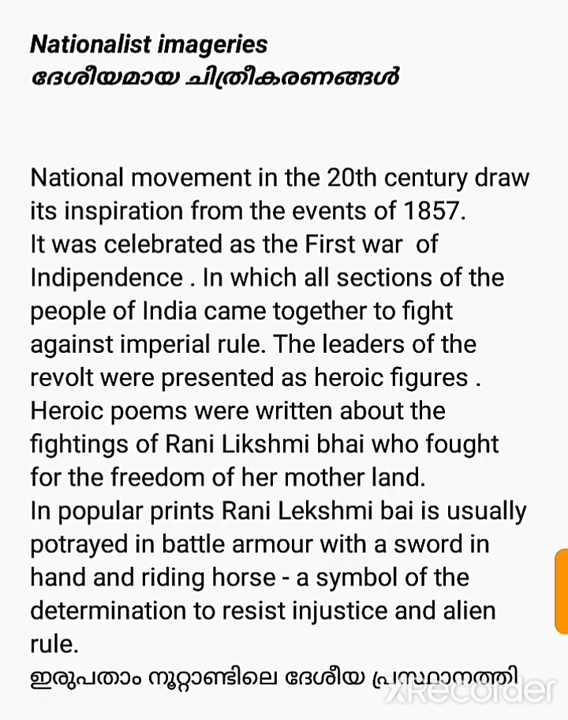 Nationalist imageries
ദേശീയമായ ചിത്രീകരണങ്ങൾ
National movement in the 20th century draw
its inspiration from the events of 1857.
It was celebrated as the First war of
Indipendence . In which all sections of the
people of India came together to fight
against imperial rule. The leaders of the
revolt were presented as heroic figures .
Heroic poems were written about the
fightings of Rani Likshmi bhai who fought
for the freedom of her mother land.
In popular prints Rani Lekshmi bai is usually
potrayed in battle armour with a sword in
hand and riding horse - a symbol of the
determination to resist injustice and alien
rule.
ഇരുപതാം നൂറ്റാണ്ടിലെ ദേശീയ പ്രസ്ഥാനത്തി
XRecorder